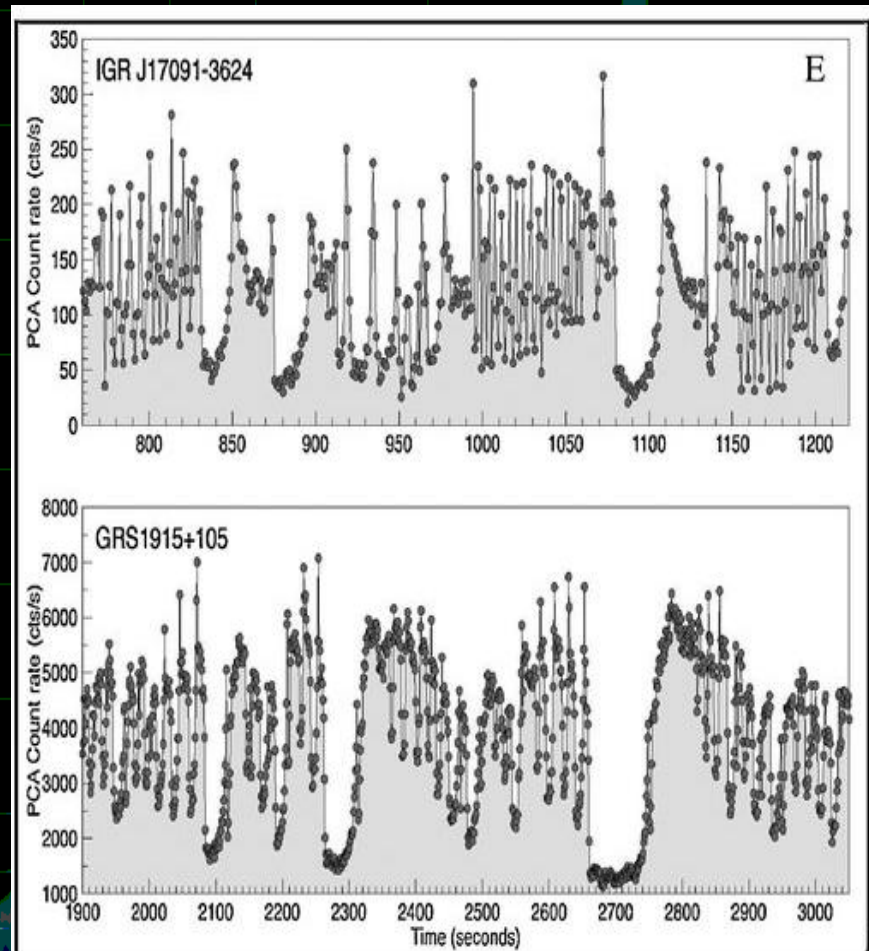 350
IGR J17091-3624
E
300
250
200
150
100
50
0
PCA Count rate (cts/s)
800 850 900 950 1000 1050 1100 1150 1200
8000
GRS1915+105
7000
6000
5000
4000
3000
2000
1000
PCA Count rate (cts/s)
1900 2000 2100 2200 2300 2400 2500 2600 2700 2800 2900 3000
Time (seconds)